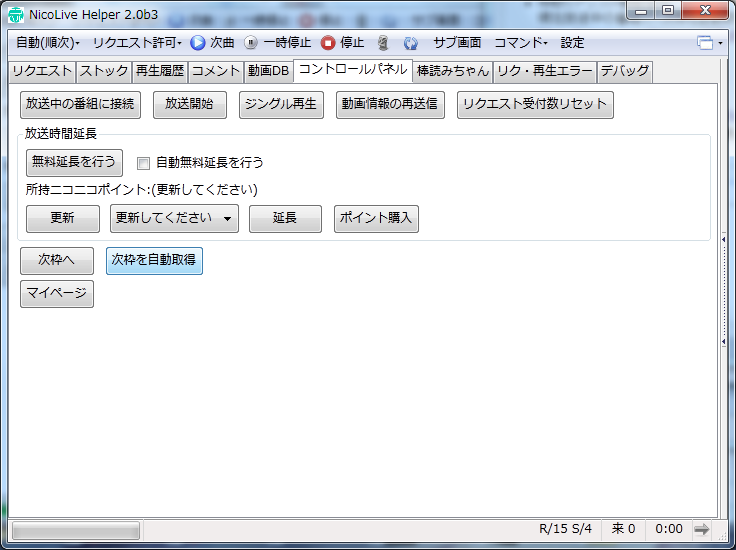 NicoLive Helper 2.0b3
自動(順次) リクエスト許可 次曲 一時停止 停止 サブ画面 コマンド 設定
リクエスト ストック 再生履歴 コメント 動画DB コントロールパネル 棒読みちゃん リク・再生エラー デバッグ
放送中の番組に接続 放送開始 ジングル再生 動画情報の再送信 リクエスト受付数リセット
放送時間延長
無料延長を行う 自動無料延長を行う
所持ニコニコポイント:(更新してください)
更新 更新してください 延長 ポイント購入
次枠へ 次枠を自動取得
マイページ
R/15 S/4 来 0 0:00